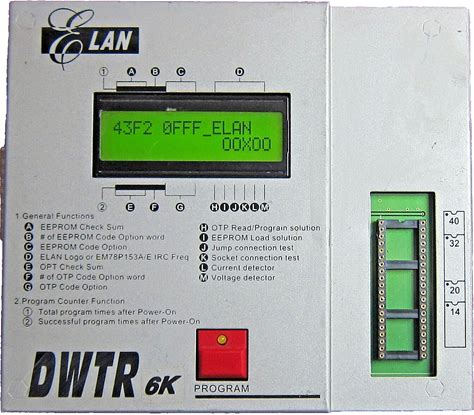 ELAN
① A B C D
43F2 0FFF_ELAN
00X00
② E F G H I J K L M
1.General Functions
A EEPROM Check Sum
B # of EEPROM Code Option word
C EEPROM Code Option
D ELAN Logo or EM78P153A/E IRC Freq
E OPT Check Sum
F # of OTP Code Option word
G OTP Code Option
H OTP Read/Program solution
I EEPROM Load solution
J Jump connection test
K Socket connection test
L Current detector
M Voltage detector
2.Program Counter Function
① Total program times after Power-On
② Successful program times after Power-On
DWTR 6K
PROGRAM
40
32
20
14